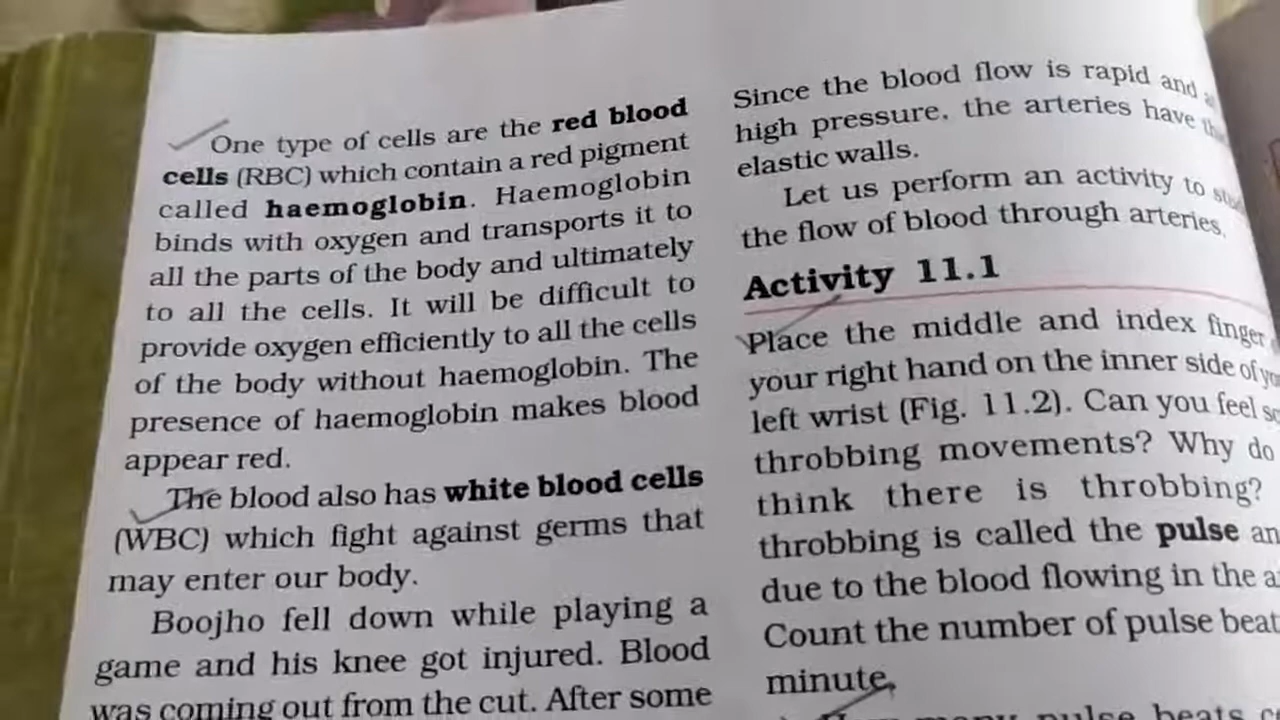 One type of cells are the red blood
cells (RBC) which contain a red pigment
called haemoglobin. Haemoglobin
binds with oxygen and transports it to
all the parts of the body and ultimately
to all the cells. It will be difficult to
provide oxygen efficiently to all the cells
of the body without haemoglobin. The
presence of haemoglobin makes blood
appear red.
The blood also has white blood cells
(WBC) which fight against germs that
may enter our body.
Boojho fell down while playing a
game and his knee got injured. Blood
was coming out from the cut. After some
Since the blood flow is rapid and
high pressure, the arteries have
elastic walls.
Let us perform an activity to
the flow of blood through arteries.
Activity 11.1
Place the middle and index finger
your right hand on the inner side of
left wrist (Fig. 11.2). Can you feel
throbbing movements? Why do
think there is throbbing?
throbbing is called the pulse
due to the blood flowing in the
Count the number of pulse
minute.
many pulse beats